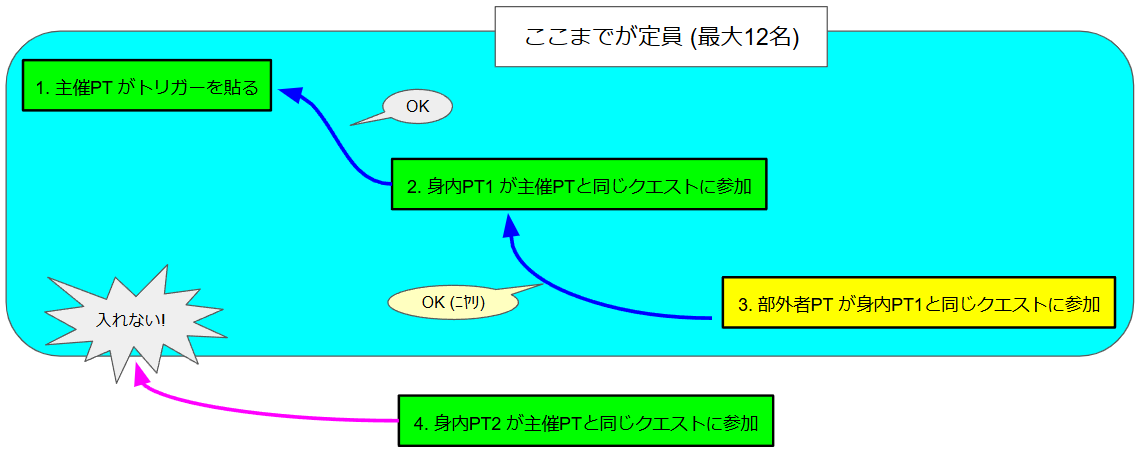 ここまでが定員 (最大12名)
1. 主催PT がトリガーを貼る
OK
2. 身内PT1 が主催PTと同じクエストに参加
OK (ﾆﾔﾘ)
3. 部外者PT が身内PT1と同じクエストに参加
入れない!
4. 身内PT2 が主催PTと同じクエストに参加